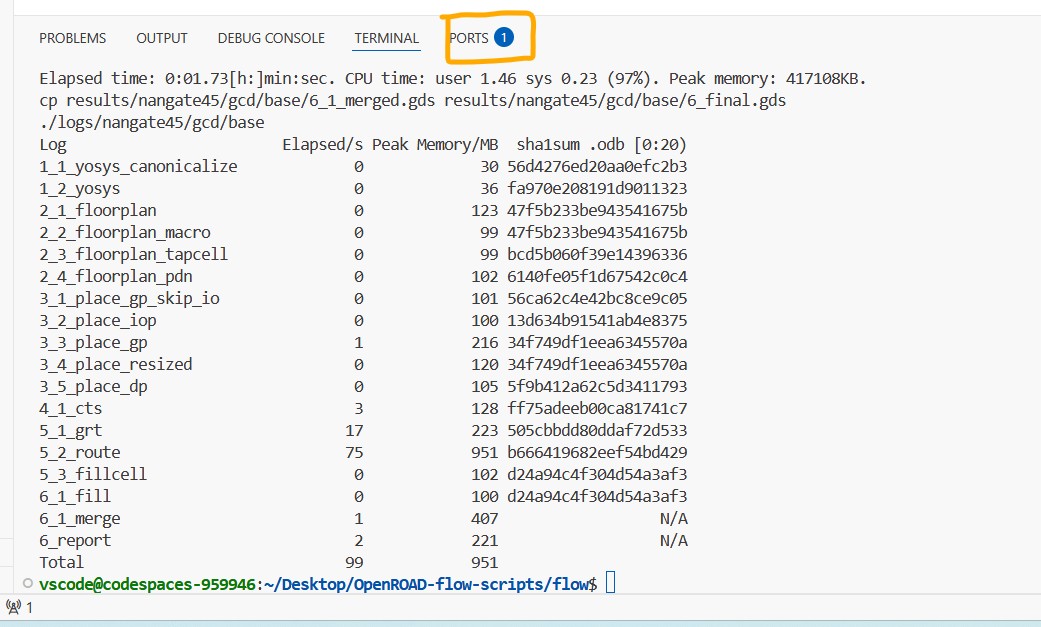 PROBLEMS OUTPUT DEBUG CONSOLE TERMINAL PORTS 1
Elapsed time: 0:01.73[h:]min:sec. CPU time: user 1.46 sys 0.23 (97%). Peak memory: 417108KB.
cp results/nangate45/gcd/base/6_1_merged.gds results/nangate45/gcd/base/6_final.gds
./logs/nangate45/gcd/base
Log Elapsed/s Peak Memory/MB sha1sum .odb [0:20)
1_1_yosys_canonicalize 0 30 56d4276ed20aa0efc2b3
1_2_yosys 0 36 fa970e208191d9011323
2_1_floorplan 0 123 47f5b233be943541675b
2_2_floorplan_macro 0 99 47f5b233be943541675b
2_3_floorplan_tapcell 0 99 bcd5b060f39e14396336
2_4_floorplan_pdn 0 102 6140fe05f1d67542c0c4
3_1_place_gp_skip_io 0 101 56ca62c4e42bc8ce9c05
3_2_place_iop 0 100 13d634b91541ab4e8375
3_3_place_gp 1 216 34f749df1eea6345570a
3_4_place_resized 0 120 34f749df1eea6345570a
3_5_place_dp 0 105 5f9b412a62c5d3411793
4_1_cts 3 128 ff75adeeb00ca81741c7
5_1_grt 17 223 505cbbdd80ddaf72d533
5_2_route 75 951 b666419682eef54bd429
5_3_fillcell 0 102 d24a94c4f304d54a3af3
6_1_fill 0 100 d24a94c4f304d54a3af3
6_1_merge 1 407 N/A
6_report 2 221 N/A
Total 99 951
vscode@codespaces-959946:~/Desktop/OpenROAD-flow-scripts/flow$
1